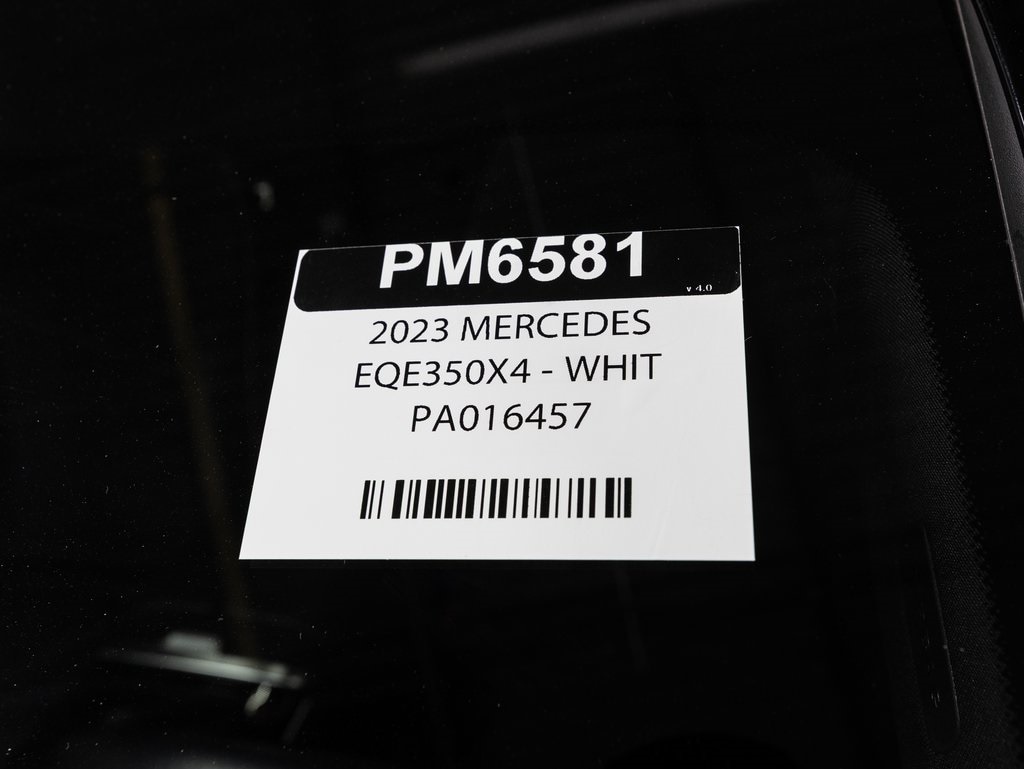 PM6581
v 4.0
2023 MERCEDES
EQE350X4 - WHIT
PA016457